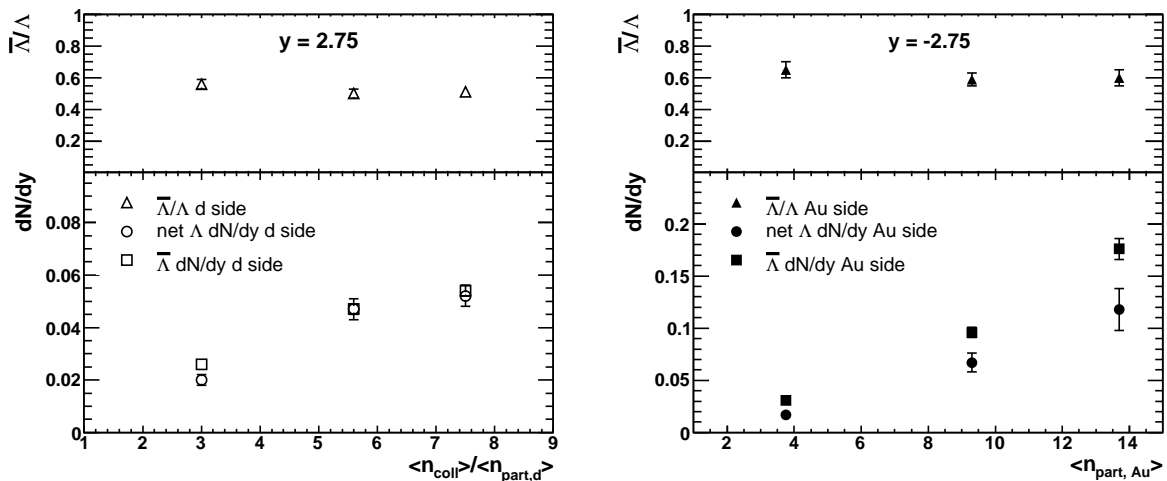 Λ̅/Λ
1
0.8
0.6
0.4
0.2
y = 2.75
dN/dy
0.08
0.06
0.04
0.02
0
Λ̅/Λ d side
net Λ dN/dy d side
Λ̅ dN/dy d side
1 2 3 4 5 6 7 8 9
<n_coll>/<n_part,d>
Λ̅/Λ
1
0.8
0.6
0.4
0.2
y = -2.75
dN/dy
0.2
0.15
0.1
0.05
0
Λ̅/Λ Au side
net Λ dN/dy Au side
Λ̅ dN/dy Au side
2 4 6 8 10 12 14
<n_part, Au>